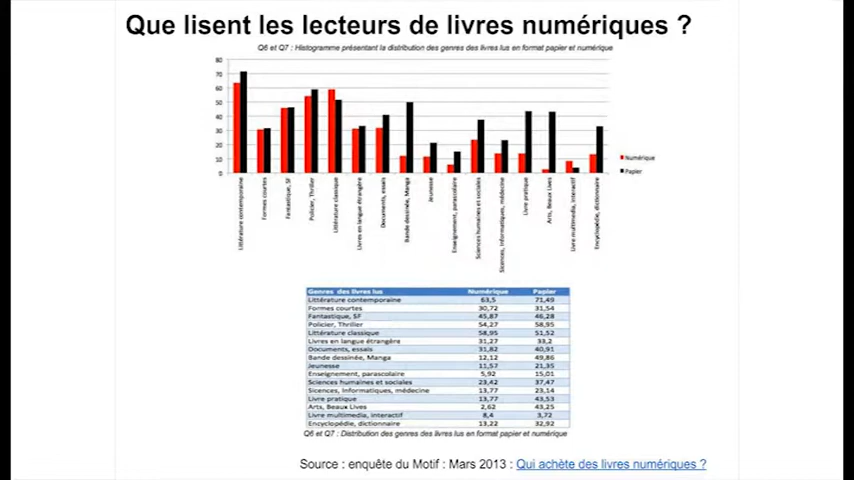 Que lisent les lecteurs de livres numériques ?
Q6 et Q7 : Histogramme présentant la distribution des genres des livres lus en format papier et numérique
80
70
60
50
40
30
20
10
0
Numérique
Papier
Littérature contemporaine
Formes courtes
Fantastique, SF
Policier, Thriller
Littérature classique
Livres en langue étrangère
Documents, essais
Bande dessinée, Manga
Jeunesse
Enseignement, parascolaire
Sciences humaines et sociales
Sicences, Informatiques, médecine
Livre pratique
Arts, Beaux Lives
Livre multimedia, interactif
Encyclopédie, dictionnaire
Genres des livres lus Numérique Papier
Littérature contemporaine 63,5 71,49
Formes courtes 30,72 31,54
Fantastique, SF 45,87 46,28
Policier, Thriller 54,27 58,95
Littérature classique 58,95 51,52
Livres en langue étrangère 31,27 33,2
Documents, essais 31,82 40,91
Bande dessinée, Manga 12,12 49,86
Jeunesse 11,57 21,35
Enseignement, parascolaire 5,92 15,01
Sciences humaines et sociales 23,42 37,47
Sicences, Informatiques, médecine 13,77 23,14
Livre pratique 13,77 43,53
Arts, Beaux Lives 2,62 43,25
Livre multimedia, interactif 8,4 3,72
Encyclopédie, dictionnaire 13,22 32,92
Q6 et Q7 : Distribution des genres des livres lus en format papier et numérique
Source : enquête du Motif : Mars 2013 : Qui achète des livres numériques ?